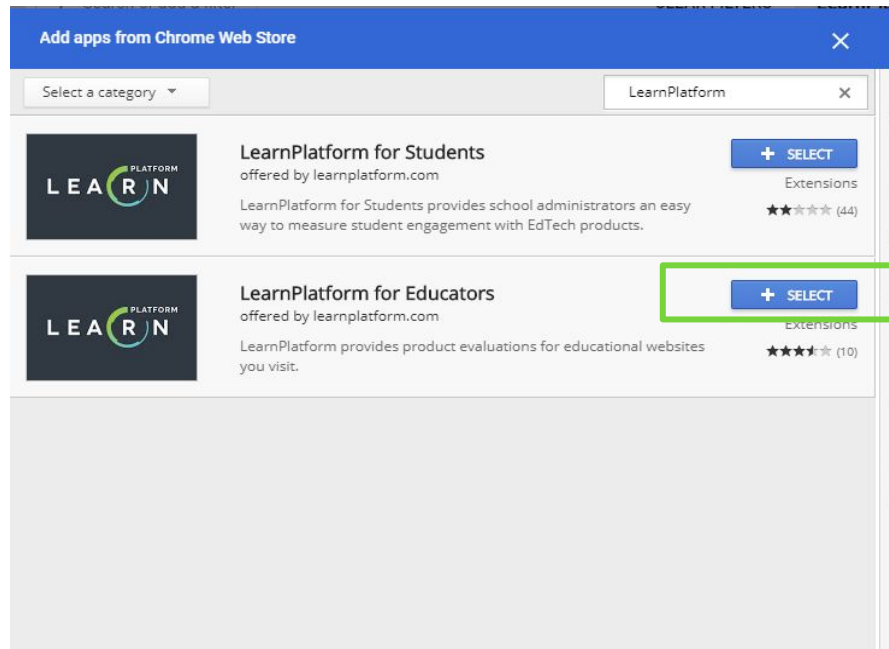 Add apps from Chrome Web Store
Select a category
LearnPlatform
PLATFORM
LEARN
LearnPlatform for Students
offered by learnplatform.com
LearnPlatform for Students provides school administrators an easy
way to measure student engagement with EdTech products.
+ SELECT
Extensions
(44)
PLATFORM
LEARN
LearnPlatform for Educators
offered by learnplatform.com
LearnPlatform provides product evaluations for educational websites
you visit.
+ SELECT
Extensions
(10)